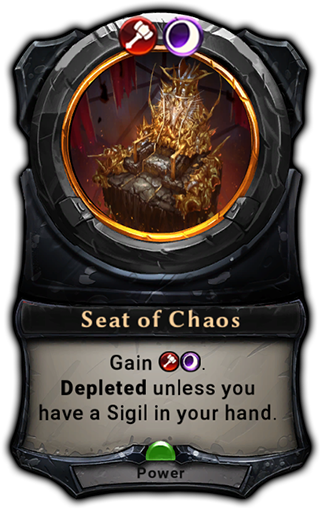 Seat of Chaos
Gain .
Depleted unless you
have a Sigil in your hand.
Power